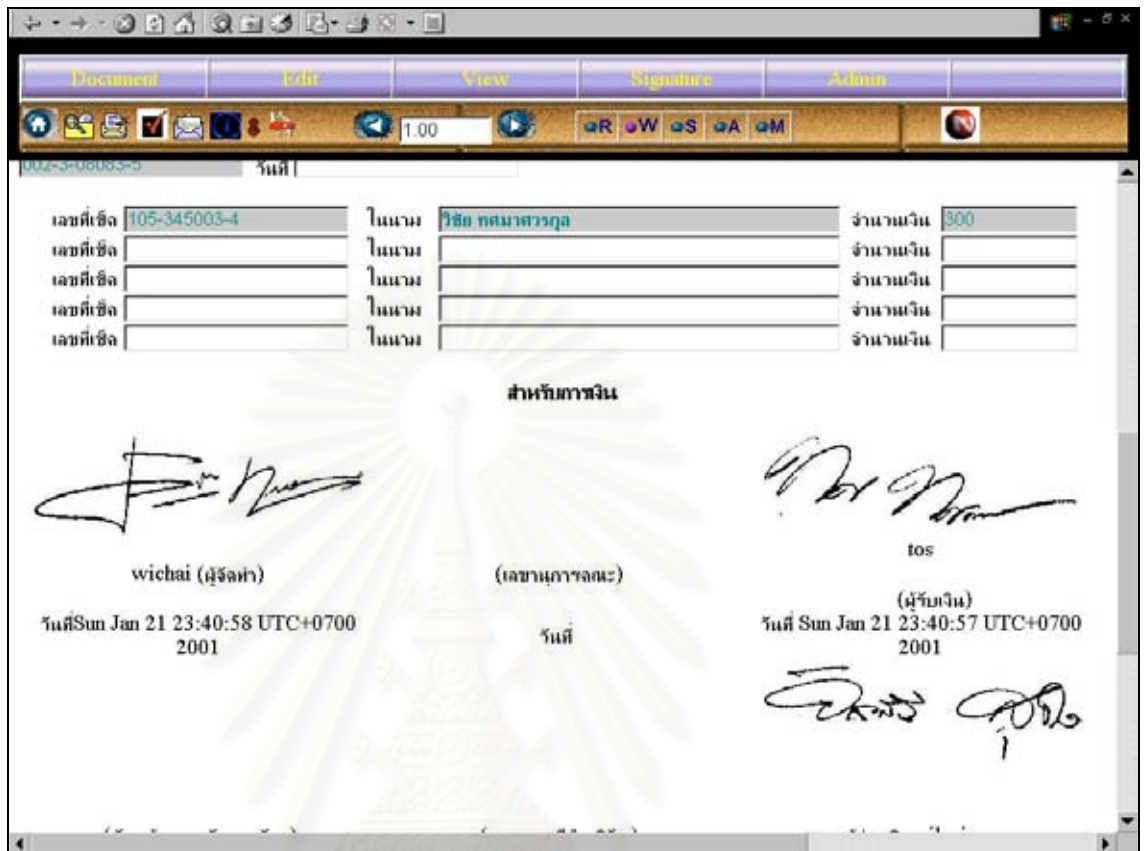 Document Edit View Signature Admin
1.00 R W S A M
002-3-08083-5 วันที่
เลขที่เช็ค 105-345003-4 ในนาม วิชัย ทศมาศวรกุล จำนวนเงิน 300
เลขที่เช็ค ในนาม จำนวนเงิน
เลขที่เช็ค ในนาม จำนวนเงิน
เลขที่เช็ค ในนาม จำนวนเงิน
เลขที่เช็ค ในนาม จำนวนเงิน
สำหรับการเงิน
tos
wichai (ผู้จัดทำ) (เลขานุการคณะ)
(ผู้รับเงิน)
วันที่Sun Jan 21 23:40:58 UTC+0700 วันที่ วันที่ Sun Jan 21 23:40:57 UTC+0700
2001 2001